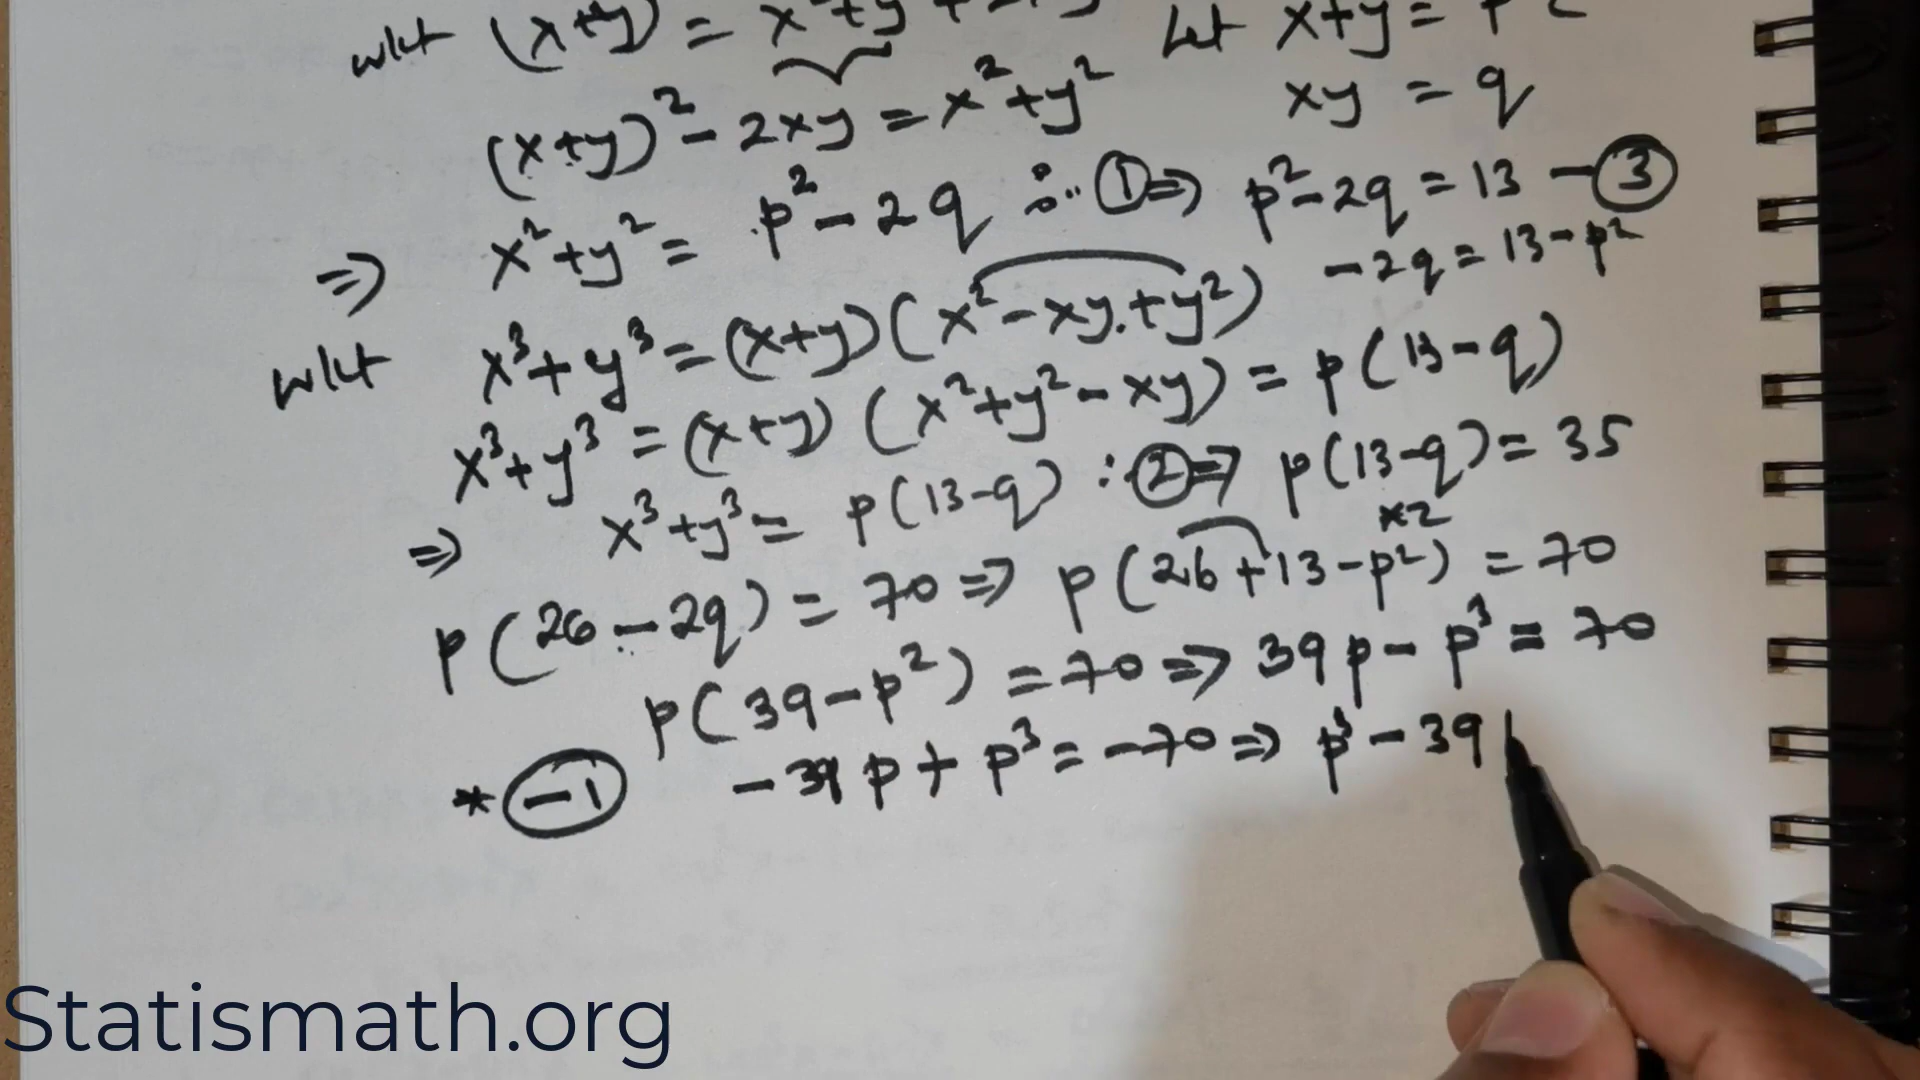 wkt (x+y) = x²+y² Let x+y = p
(x+y)² - 2xy = x²+y² xy = q
=> x²+y² = p² - 2q ∴ ① => p² - 2q = 13 - ③
-2q = 13 - p²
wkt x³+y³ = (x+y)(x² - xy + y²)
x³+y³ = (x+y)(x²+y² - xy) = p(13-q)
=> x³+y³ = p(13-q) : ② => p(13-q) = 35
×2
p(26-2q) = 70 => p(26+13-p²) = 70
p(39-p²) = 70 => 39p - p³ = 70
* (-1) -39p + p³ = -70 => p³ - 39
Statismath.org